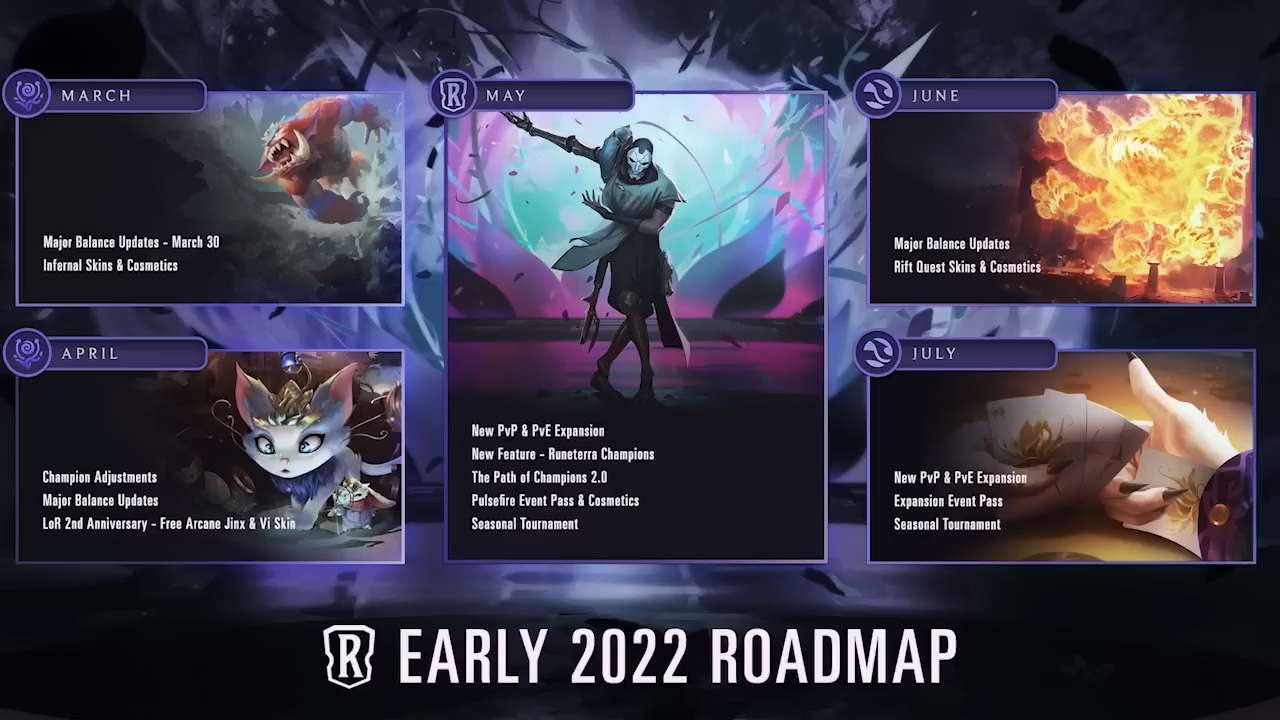 MARCH
Major Balance Updates - March 30
Infernal Skins & Cosmetics
APRIL
Champion Adjustments
Major Balance Updates
LoR 2nd Anniversary - Free Arcane Jinx & Vi Skin
R MAY
New PvP & PvE Expansion
New Feature - Runeterra Champions
The Path of Champions 2.0
Pulsefire Event Pass & Cosmetics
Seasonal Tournament
JUNE
Major Balance Updates
Rift Quest Skins & Cosmetics
JULY
New PvP & PvE Expansion
Expansion Event Pass
Seasonal Tournament
R EARLY 2022 ROADMAP